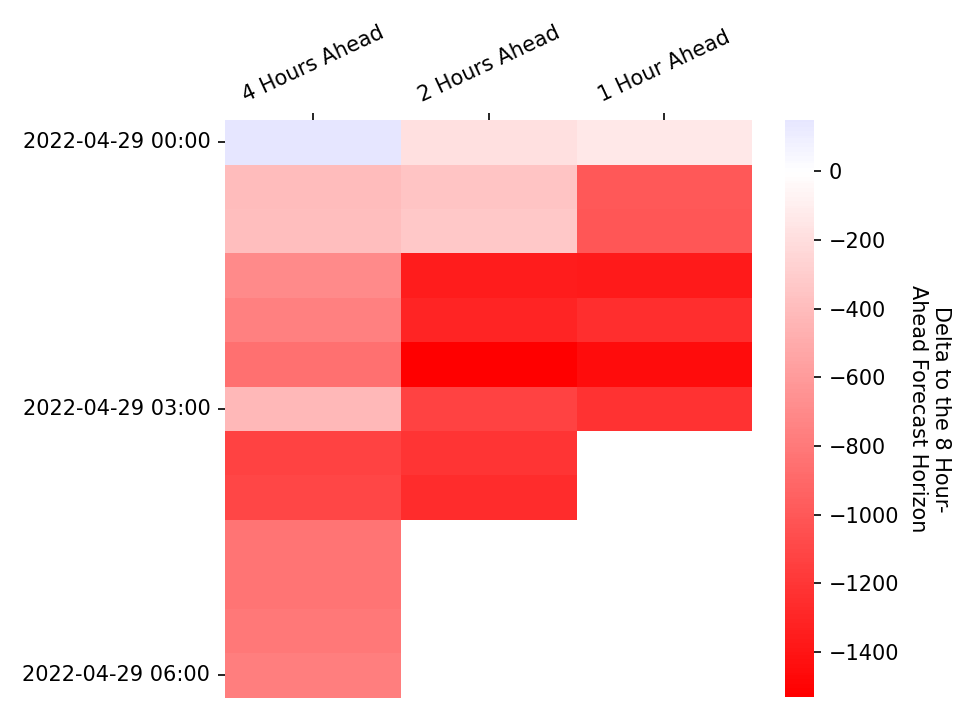 4 Hours Ahead
2 Hours Ahead
1 Hour Ahead
2022-04-29 00:00
2022-04-29 03:00
2022-04-29 06:00
0
−200
−400
−600
−800
−1000
−1200
−1400
Delta to the 8 Hour-
Ahead Forecast Horizon